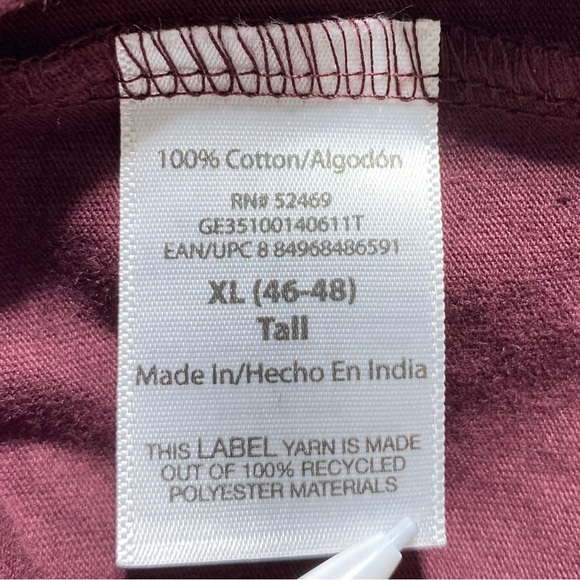 100% Cotton/Algodón
RN# 52469
GE35100140611T
EAN/UPC 8 84968486591
XL (46-48)
Tall
Made In/Hecho En India
THIS LABEL YARN IS MADE
OUT OF 100% RECYCLED
POLYESTER MATERIALS